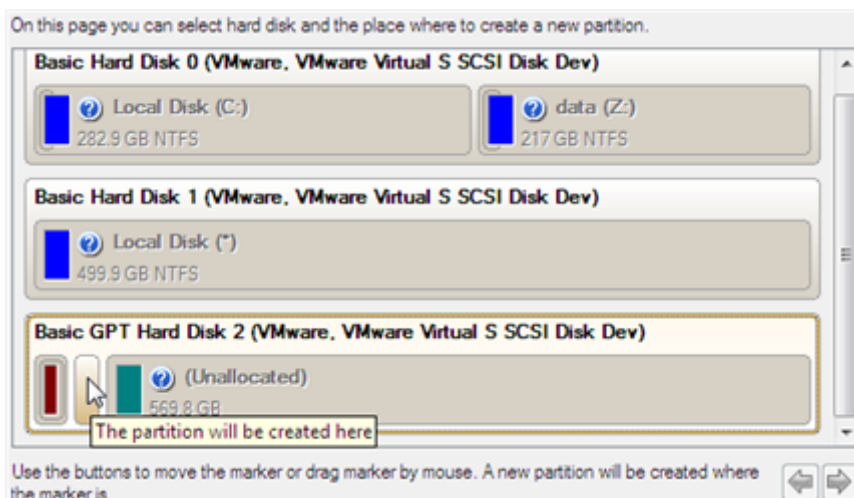 On this page you can select hard disk and the place where to create a new partition.
Basic Hard Disk 0 (VMware, VMware Virtual S SCSI Disk Dev)
Local Disk (C:)
282.9 GB NTFS
data (Z:)
217 GB NTFS
Basic Hard Disk 1 (VMware, VMware Virtual S SCSI Disk Dev)
Local Disk (*)
499.9 GB NTFS
Basic GPT Hard Disk 2 (VMware, VMware Virtual S SCSI Disk Dev)
(Unallocated)
569.8 GB
The partition will be created here
Use the buttons to move the marker or drag marker by mouse. A new partition will be created where
the marker is.